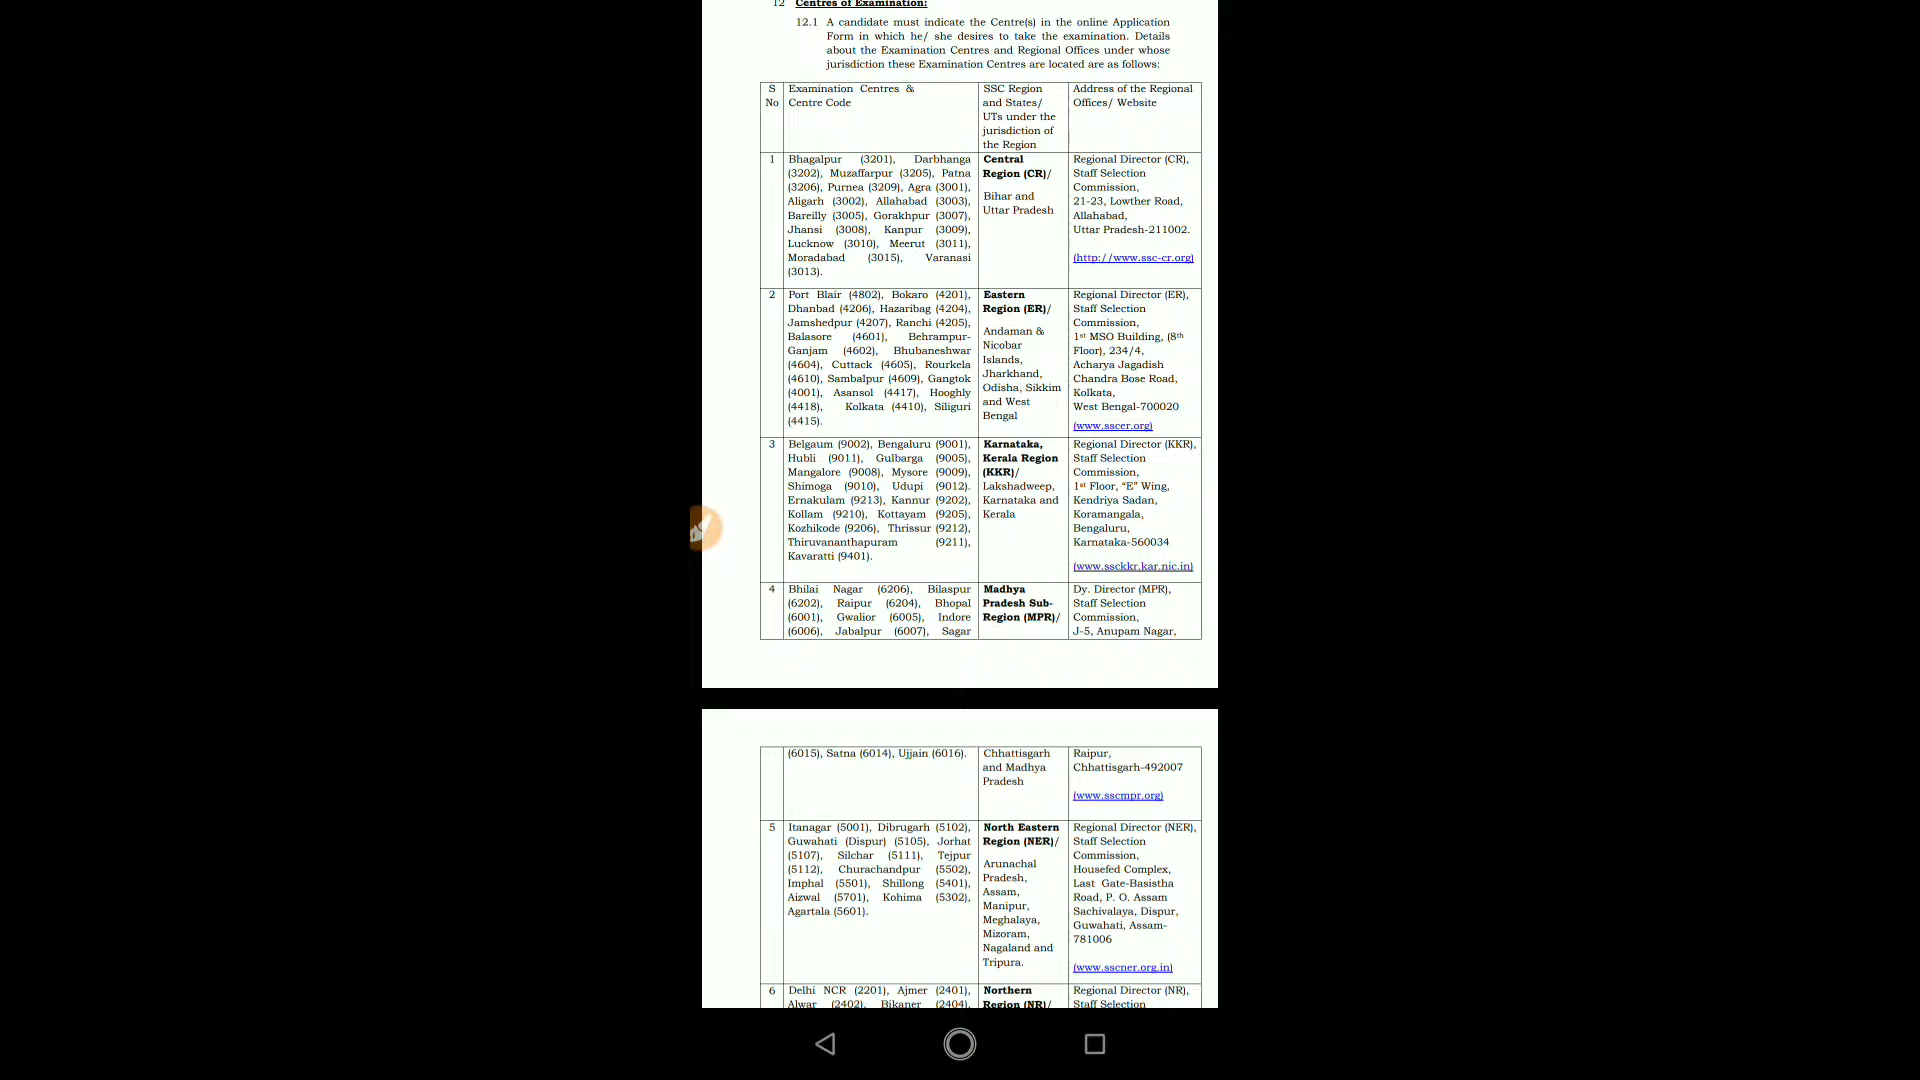 12 Centres of Examination:
12.1 A candidate must indicate the Centre(s) in the online Application
Form in which he/ she desires to take the examination. Details
about the Examination Centres and Regional Offices under whose
jurisdiction these Examination Centres are located are as follows:
S
No
Examination Centres &
Centre Code
SSC Region
and States/
UTs under the
jurisdiction of
the Region
Address of the Regional
Offices/ Website
1
Bhagalpur (3201), Darbhanga
(3202), Muzaffarpur (3205), Patna
(3206), Purnea (3209), Agra (3001),
Aligarh (3002), Allahabad (3003),
Bareilly (3005), Gorakhpur (3007),
Jhansi (3008), Kanpur (3009),
Lucknow (3010), Meerut (3011),
Moradabad (3015), Varanasi
(3013).
Central
Region (CR)/
Bihar and
Uttar Pradesh
Regional Director (CR),
Staff Selection
Commission,
21-23, Lowther Road,
Allahabad,
Uttar Pradesh-211002.
(http://www.ssc-cr.org)
2
Port Blair (4802), Bokaro (4201),
Dhanbad (4206), Hazaribag (4204),
Jamshedpur (4207), Ranchi (4205),
Balasore (4601), Behrampur-
Ganjam (4602), Bhubaneshwar
(4604), Cuttack (4605), Rourkela
(4610), Sambalpur (4609), Gangtok
(4001), Asansol (4417), Hooghly
(4418), Kolkata (4410), Siliguri
(4415).
Eastern
Region (ER)/
Andaman &
Nicobar
Islands,
Jharkhand,
Odisha, Sikkim
and West
Bengal
Regional Director (ER),
Staff Selection
Commission,
1st MSO Building, (8th
Floor), 234/4,
Acharya Jagadish
Chandra Bose Road,
Kolkata,
West Bengal-700020
(www.sscer.org)
3
Belgaum (9002), Bengaluru (9001),
Hubli (9011), Gulbarga (9005),
Mangalore (9008), Mysore (9009),
Shimoga (9010), Udupi (9012).
Ernakulam (9213), Kannur (9202),
Kollam (9210), Kottayam (9205),
Kozhikode (9206), Thrissur (9212),
Thiruvananthapuram (9211),
Kavaratti (9401).
Karnataka,
Kerala Region
(KKR)/
Lakshadweep,
Karnataka and
Kerala
Regional Director (KKR),
Staff Selection
Commission,
1st Floor, “E” Wing,
Kendriya Sadan,
Koramangala,
Bengaluru,
Karnataka-560034
(www.ssckkr.kar.nic.in)
4
Bhilai Nagar (6206), Bilaspur
(6202), Raipur (6204), Bhopal
(6001), Gwalior (6005), Indore
(6006), Jabalpur (6007), Sagar
Madhya
Pradesh Sub-
Region (MPR)/
Dy. Director (MPR),
Staff Selection
Commission,
J-5, Anupam Nagar,
(6015), Satna (6014), Ujjain (6016).
Chhattisgarh
and Madhya
Pradesh
Raipur,
Chhattisgarh-492007
(www.sscmpr.org)
5
Itanagar (5001), Dibrugarh (5102),
Guwahati (Dispur) (5105), Jorhat
(5107), Silchar (5111), Tejpur
(5112), Churachandpur (5502),
Imphal (5501), Shillong (5401),
Aizwal (5701), Kohima (5302),
Agartala (5601).
North Eastern
Region (NER)/
Arunachal
Pradesh,
Assam,
Manipur,
Meghalaya,
Mizoram,
Nagaland and
Tripura.
Regional Director (NER),
Staff Selection
Commission,
Housefed Complex,
Last Gate-Basistha
Road, P. O. Assam
Sachivalaya, Dispur,
Guwahati, Assam-
781006
(www.sscner.org.in)
6
Delhi NCR (2201), Ajmer (2401),
Alwar (2402), Bikaner (2404),
Northern
Region (NR)/
Regional Director (NR),
Staff Selection